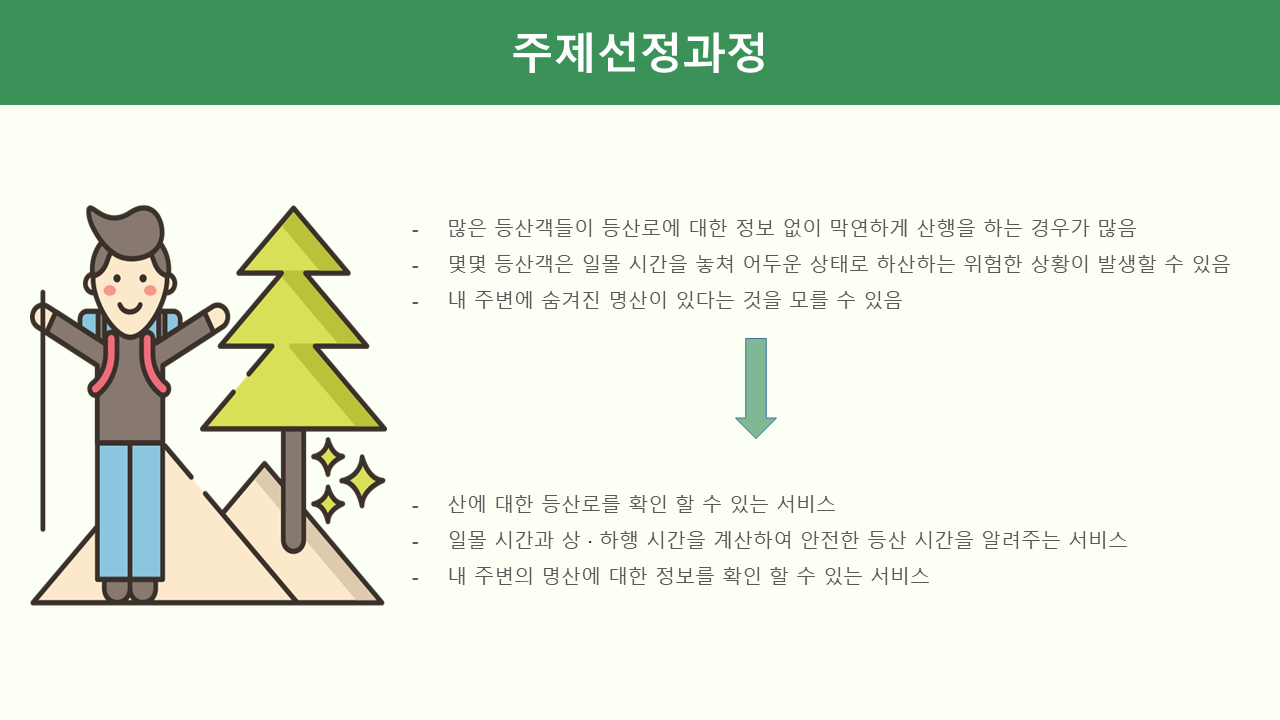 주제선정과정
- 많은 등산객들이 등산로에 대한 정보 없이 막연하게 산행을 하는 경우가 많음
- 몇몇 등산객은 일몰 시간을 놓쳐 어두운 상태로 하산하는 위험한 상황이 발생할 수 있음
- 내 주변에 숨겨진 명산이 있다는 것을 모를 수 있음
- 산에 대한 등산로를 확인 할 수 있는 서비스
- 일몰 시간과 상 · 하행 시간을 계산하여 안전한 등산 시간을 알려주는 서비스
- 내 주변의 명산에 대한 정보를 확인 할 수 있는 서비스